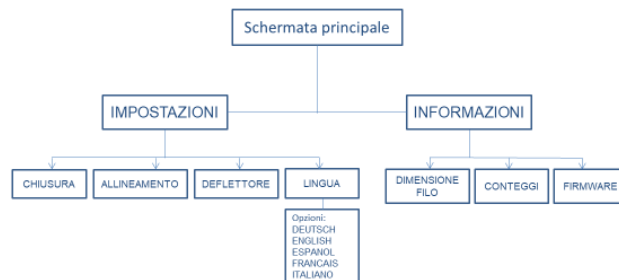 Schermata principale
IMPOSTAZIONI
INFORMAZIONI
CHIUSURA
ALLINEAMENTO
DEFLETTORE
LINGUA
DIMENSIONE
FILO
CONTEGGI
FIRMWARE
Opzioni:
DEUTSCH
ENGLISH
ESPANOL
FRANCAIS
ITALIANO